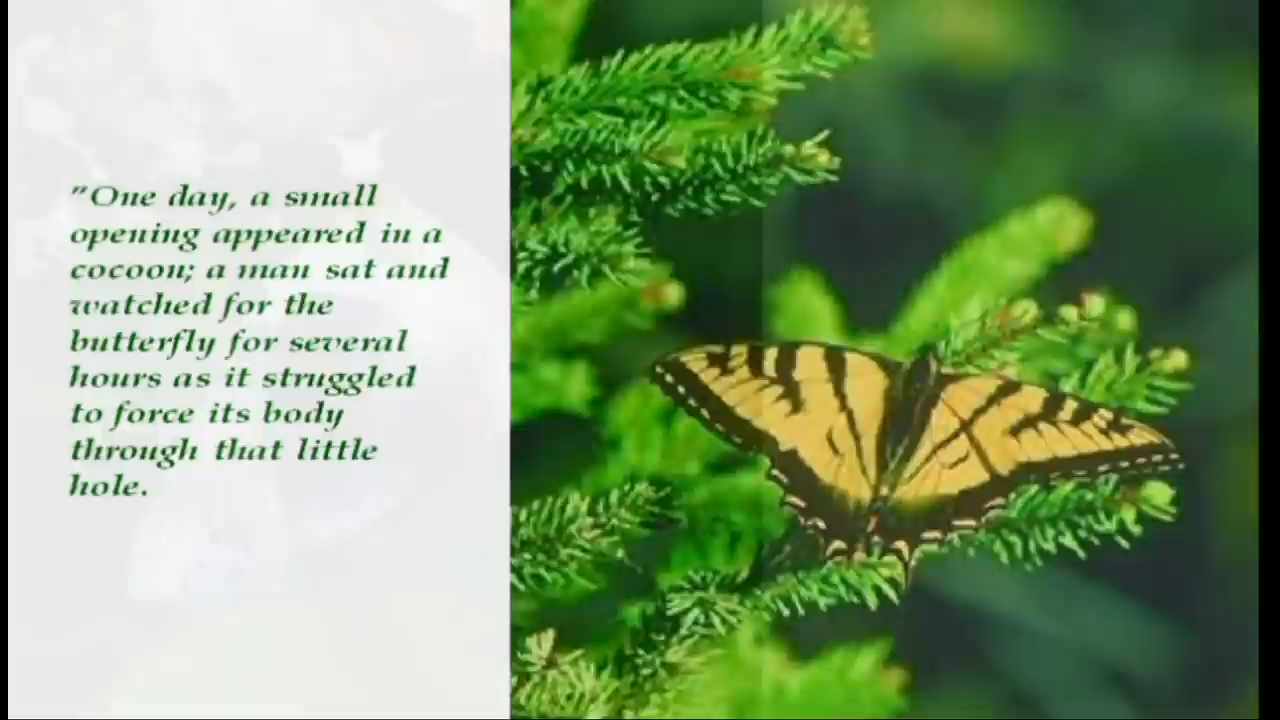 "One day, a small
opening appeared in a
cocoon; a man sat and
watched for the
butterfly for several
hours as it struggled
to force its body
through that little
hole.